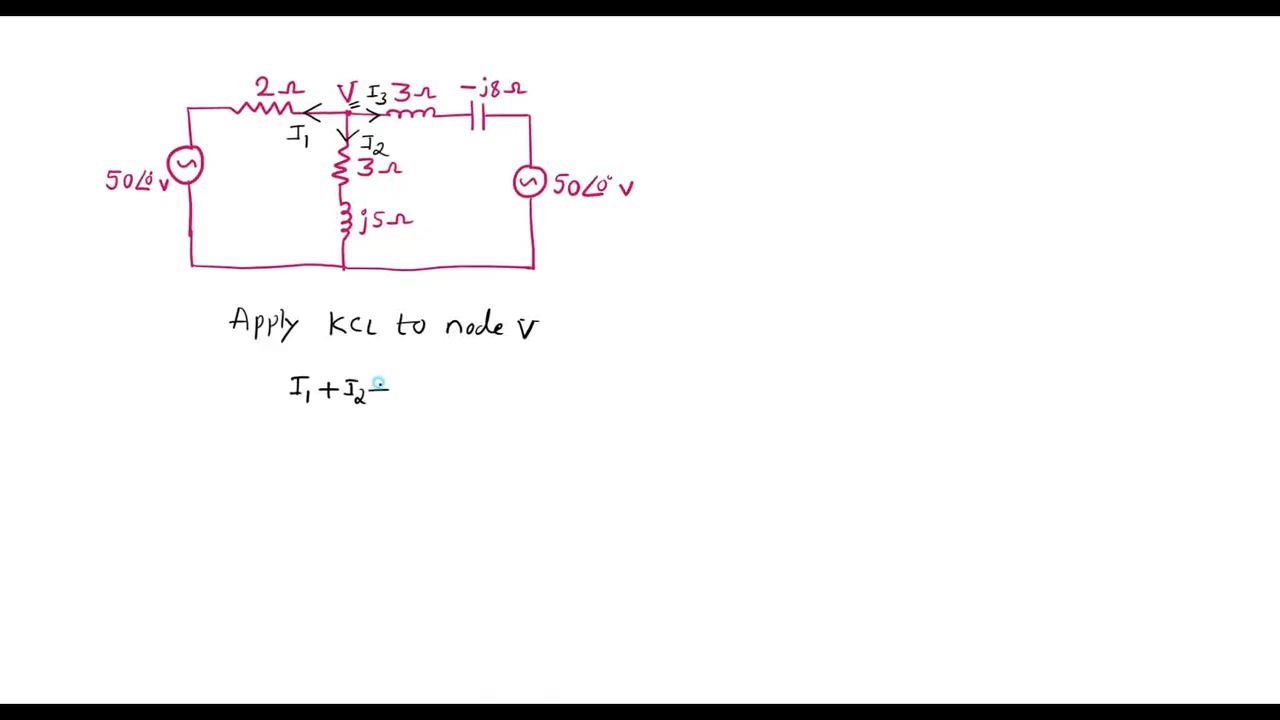 2Ω V I3 3Ω -j8Ω
I1 I2
3Ω
50∠0° v 50∠0° v
j5Ω
Apply KCL to node V
I1 + I2